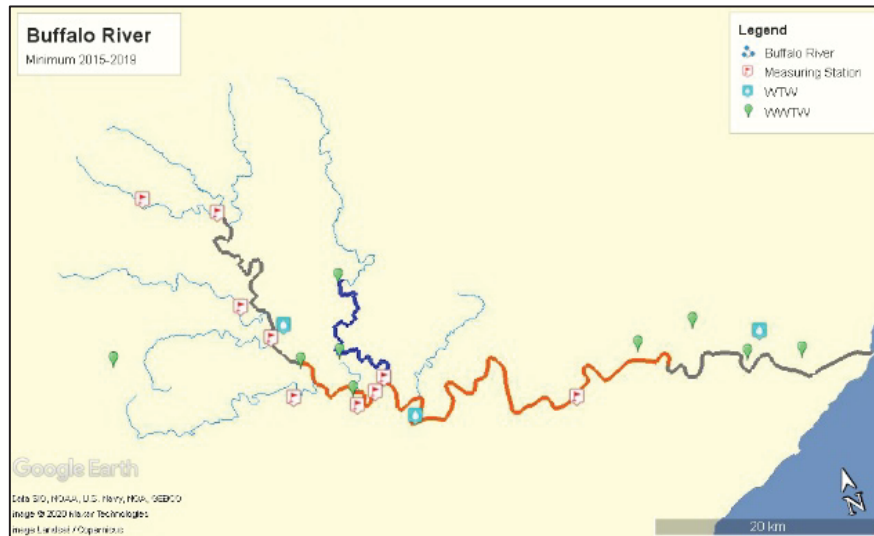 Buffalo River
Minimum 2015-2019
Legend
Buffalo River
Measuring Station
WTW
WWTW
Google Earth
Data SIO, NOAA, U.S. Navy, NGA, GEBCO
Image © 2020 Maxar Technologies
Image Landsat / Copernicus
N
20 km